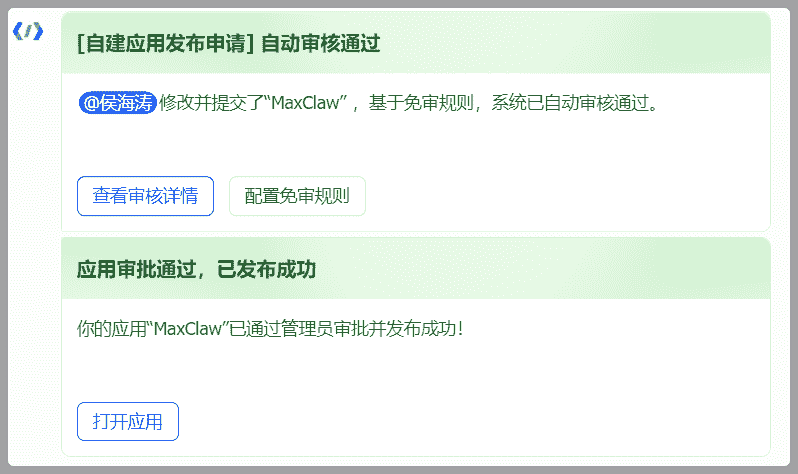 [自建应用发布申请] 自动审核通过
@侯海涛 修改并提交了“MaxClaw” ，基于免审规则，系统已自动审核通过。
查看审核详情 配置免审规则
应用审批通过，已发布成功
你的应用“MaxClaw”已通过管理员审批并发布成功！
打开应用